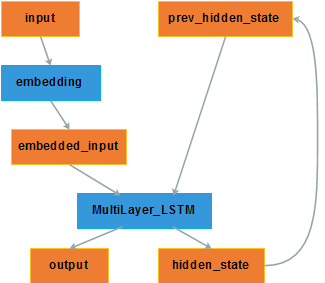 input
prev_hidden_state
embedding
embedded_input
MultiLayer_LSTM
output
hidden_state